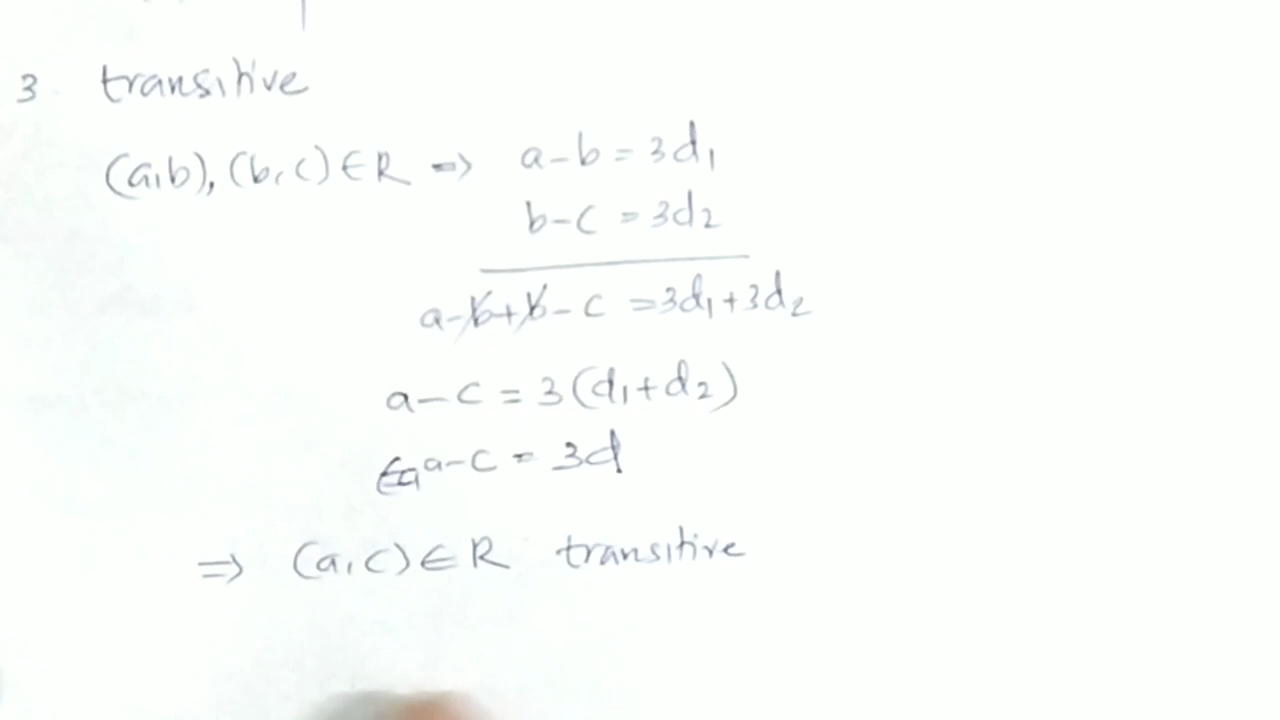 3 transitive
(a,b), (b,c) ∈ R ⇒ a-b = 3d₁
b-c = 3d₂
a-b+b-c = 3d₁+3d₂
a-c = 3(d₁+d₂)
a-c = 3d
⇒ (a,c) ∈ R transitive